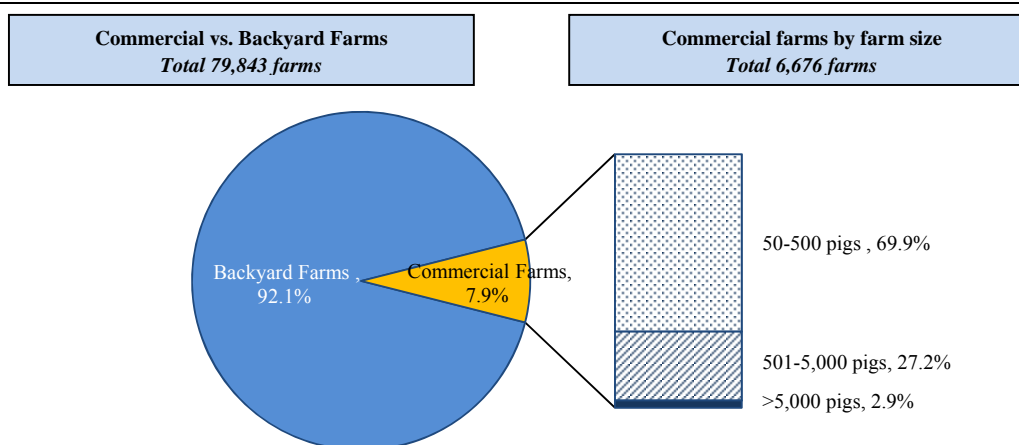 Commercial vs. Backyard Farms
Total 79,843 farms
Commercial farms by farm size
Total 6,676 farms
Backyard Farms ,
92.1%
Commercial Farms,
7.9%
50-500 pigs , 69.9%
501-5,000 pigs, 27.2%
>5,000 pigs, 2.9%